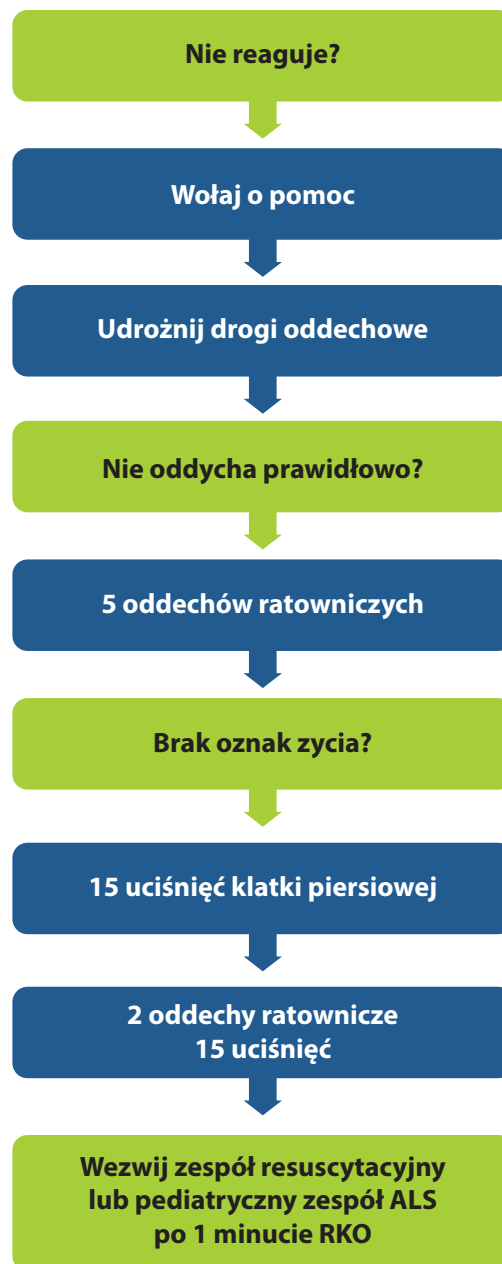 Nie reaguje?
Wołaj o pomoc
Udrożnij drogi oddechowe
Nie oddycha prawidłowo?
5 oddechów ratowniczych
Brak oznak zycia?
15 uciśnięć klatki piersiowej
2 oddechy ratownicze
15 uciśnięć
Wezwij zespół resuscytacyjny
lub pediatryczny zespół ALS
po 1 minucie RKO